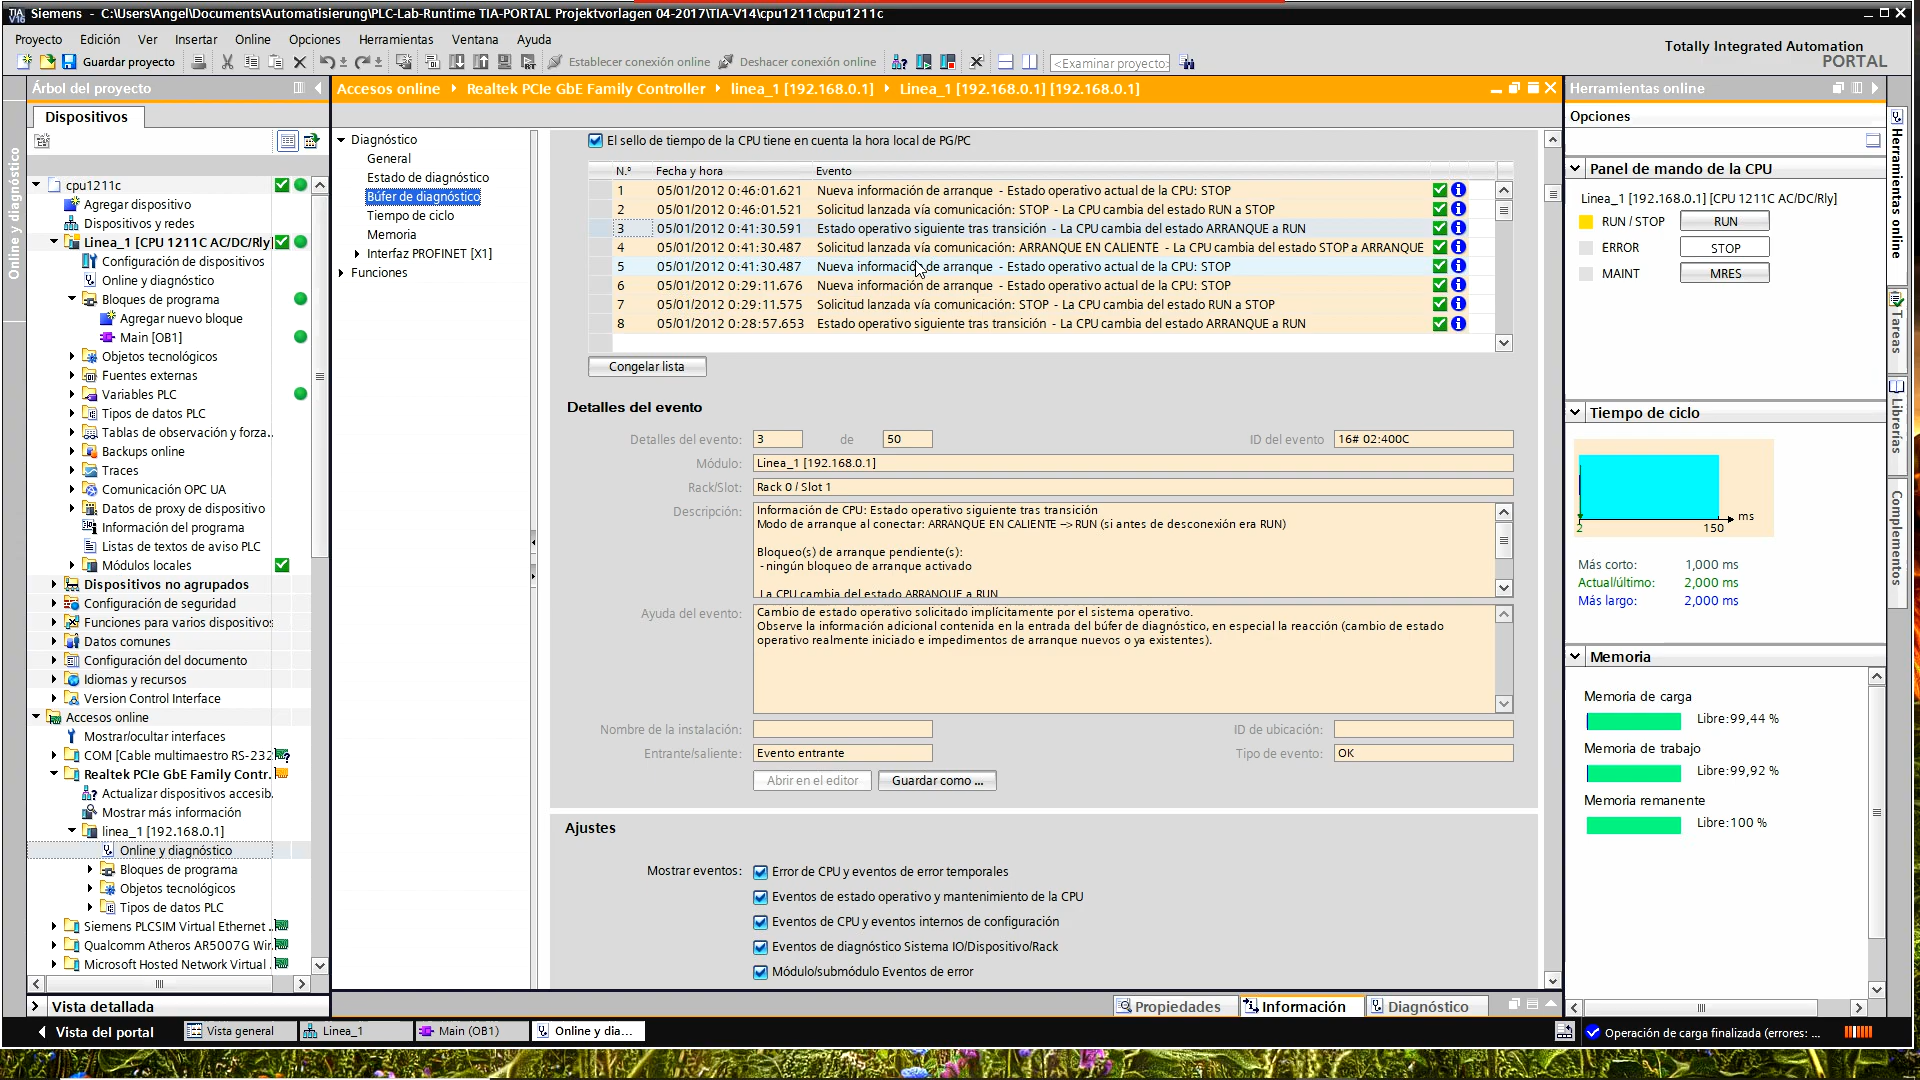 Siemens - C:\Users\Angel\Documents\Automatisierung\PLC-Lab-Runtime TIA-PORTAL Projektvorlagen 04-2017\TIA-V14\cpu1211c\cpu1211c
Proyecto Edición Ver Insertar Online Opciones Herramientas Ventana Ayuda
Totally Integrated Automation
PORTAL
Guardar proyecto
Establecer conexión online
Deshacer conexión online
<Examinar proyecto>
Árbol del proyecto
Dispositivos
Online y diagnóstico
cpu1211c
Agregar dispositivo
Dispositivos y redes
Linea_1 [CPU 1211C AC/DC/Rly]
Configuración de dispositivos
Online y diagnóstico
Bloques de programa
Agregar nuevo bloque
Main [OB1]
Objetos tecnológicos
Fuentes externas
Variables PLC
Tipos de datos PLC
Tablas de observación y forza..
Backups online
Traces
Comunicación OPC UA
Datos de proxy de dispositivo
Información del programa
Listas de textos de aviso PLC
Módulos locales
Dispositivos no agrupados
Configuración de seguridad
Funciones para varios dispositivos
Datos comunes
Configuración del documento
Idiomas y recursos
Version Control Interface
Accesos online
Mostrar/ocultar interfaces
COM [Cable multimaestro RS-232
Realtek PCIe GbE Family Contr.
Actualizar dispositivos accesib.
Mostrar más información
linea_1 [192.168.0.1]
Online y diagnóstico
Bloques de programa
Objetos tecnológicos
Tipos de datos PLC
Siemens PLCSIM Virtual Ethernet ..
Qualcomm Atheros AR5007G Wir.
Microsoft Hosted Network Virtual .
Vista detallada
Accesos online Realtek PCIe GbE Family Controller linea_1 [192.168.0.1] Linea_1 [192.168.0.1] [192.168.0.1]
Diagnóstico
General
Estado de diagnóstico
Búfer de diagnóstico
Tiempo de ciclo
Memoria
Interfaz PROFINET [X1]
Funciones
El sello de tiempo de la CPU tiene en cuenta la hora local de PG/PC
N.º Fecha y hora Evento
1 05/01/2012 0:46:01.621 Nueva información de arranque - Estado operativo actual de la CPU: STOP
2 05/01/2012 0:46:01.521 Solicitud lanzada vía comunicación: STOP - La CPU cambia del estado RUN a STOP
3 05/01/2012 0:41:30.591 Estado operativo siguiente tras transición - La CPU cambia del estado ARRANQUE a RUN
4 05/01/2012 0:41:30.487 Solicitud lanzada vía comunicación: ARRANQUE EN CALIENTE - La CPU cambia del estado STOP a ARRANQUE
5 05/01/2012 0:41:30.487 Nueva información de arranque - Estado operativo actual de la CPU: STOP
6 05/01/2012 0:29:11.676 Nueva información de arranque - Estado operativo actual de la CPU: STOP
7 05/01/2012 0:29:11.575 Solicitud lanzada vía comunicación: STOP - La CPU cambia del estado RUN a STOP
8 05/01/2012 0:28:57.653 Estado operativo siguiente tras transición - La CPU cambia del estado ARRANQUE a RUN
Congelar lista
Detalles del evento
Detalles del evento: 3 de 50 ID del evento 16# 02:400C
Módulo: Linea_1 [192.168.0.1]
Rack/Slot: Rack 0 / Slot 1
Descripción: Información de CPU: Estado operativo siguiente tras transición
Modo de arranque al conectar: ARRANQUE EN CALIENTE --> RUN (si antes de desconexión era RUN)
Bloqueo(s) de arranque pendiente(s):
- ningún bloqueo de arranque activado
La CPU cambia del estado ARRANQUE a RUN
Ayuda del evento: Cambio de estado operativo solicitado implícitamente por el sistema operativo.
Observe la información adicional contenida en la entrada del búfer de diagnóstico, en especial la reacción (cambio de estado
operativo realmente iniciado e impedimentos de arranque nuevos o ya existentes).
Nombre de la instalación: ID de ubicación:
Entrante/saliente: Evento entrante Tipo de evento: OK
Abrir en el editor Guardar como ...
Ajustes
Mostrar eventos: Error de CPU y eventos de error temporales
Eventos de estado operativo y mantenimiento de la CPU
Eventos de CPU y eventos internos de configuración
Eventos de diagnóstico Sistema IO/Dispositivo/Rack
Módulo/submódulo Eventos de error
Propiedades Información Diagnóstico
Herramientas online
Opciones
Panel de mando de la CPU
Linea_1 [192.168.0.1] [CPU 1211C AC/DC/Rly]
RUN / STOP RUN
ERROR STOP
MAINT MRES
Tiempo de ciclo
ms
2 150
Más corto: 1,000 ms
Actual/último: 2,000 ms
Más largo: 2,000 ms
Memoria
Memoria de carga
Libre:99,44 %
Memoria de trabajo
Libre:99,92 %
Memoria remanente
Libre:100 %
Herramientas online
Tareas
Librerías
Complementos
Vista del portal Vista general Linea_1 Main (OB1) Online y dia...
Operación de carga finalizada (errores: ...